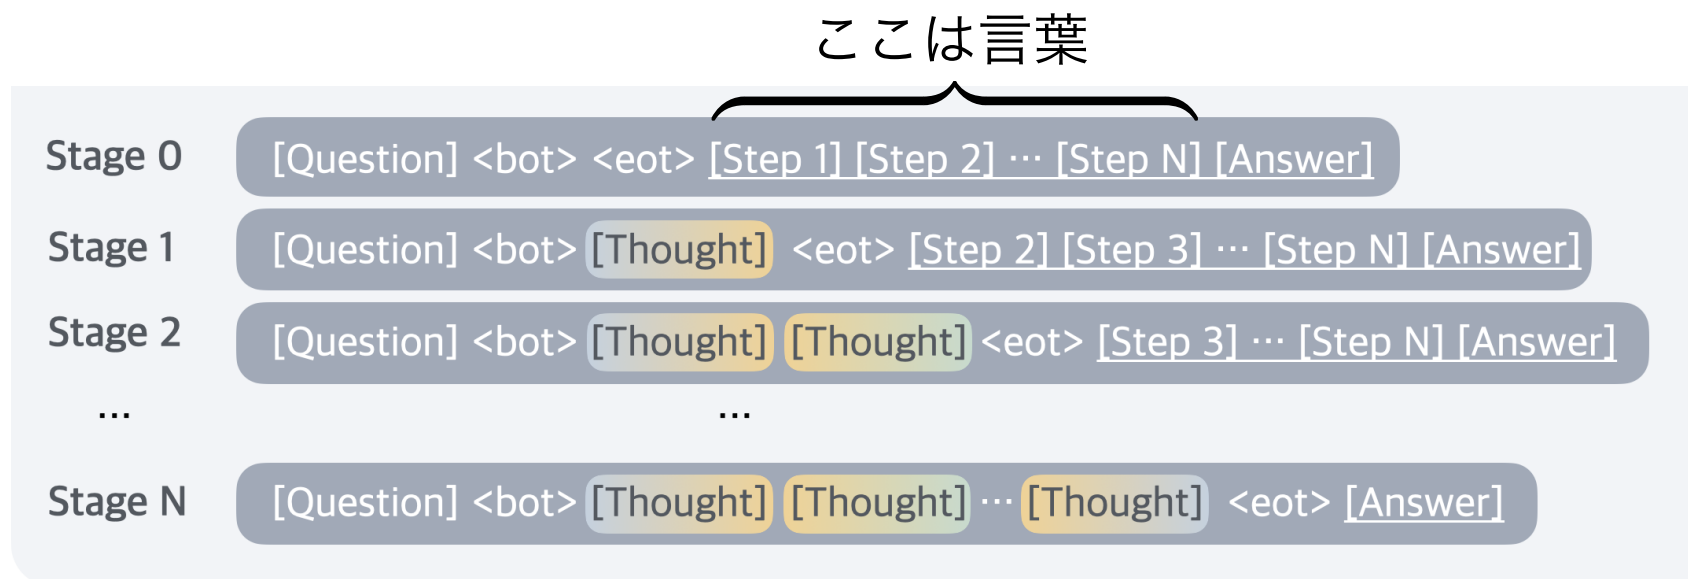 ここは言葉
Stage 0 [Question] <bot> <eot> [Step 1] [Step 2] ··· [Step N] [Answer]
Stage 1 [Question] <bot> [Thought] <eot> [Step 2] [Step 3] ··· [Step N] [Answer]
Stage 2 [Question] <bot> [Thought] [Thought] <eot> [Step 3] ··· [Step N] [Answer]
... ...
Stage N [Question] <bot> [Thought] [Thought] ··· [Thought] <eot> [Answer]